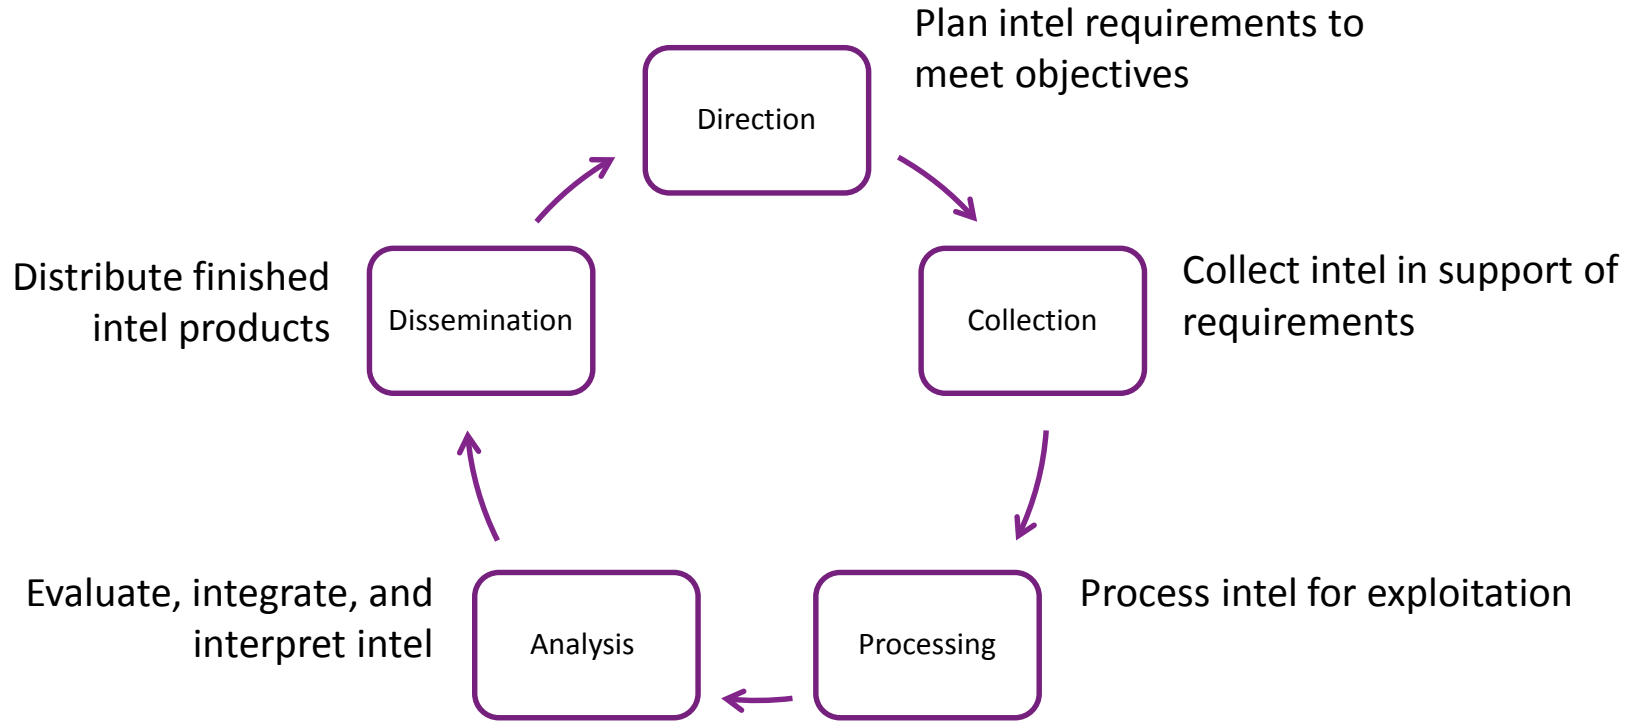 Plan intel requirements to
meet objectives
Direction
Collect intel in support of
requirements
Collection
Process intel for exploitation
Processing
Evaluate, integrate, and
interpret intel
Analysis
Distribute finished
intel products
Dissemination